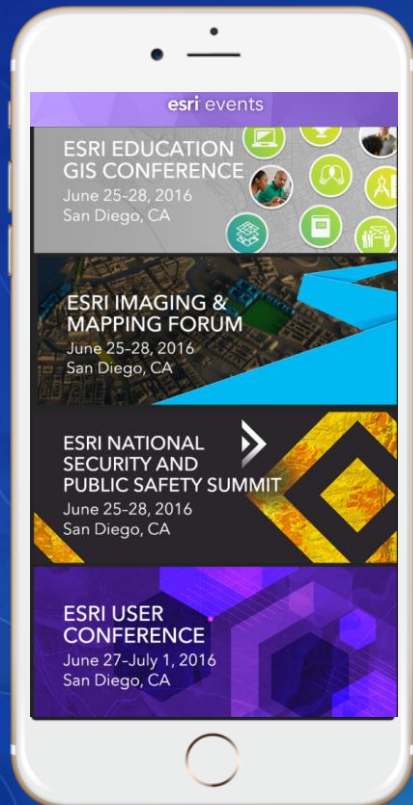 esri events
ESRI EDUCATION
GIS CONFERENCE
June 25-28, 2016
San Diego, CA
ESRI IMAGING &
MAPPING FORUM
June 25-28, 2016
San Diego, CA
ESRI NATIONAL
SECURITY AND
PUBLIC SAFETY SUMMIT
June 25-28, 2016
San Diego, CA
ESRI USER
CONFERENCE
June 27-July 1, 2016
San Diego, CA